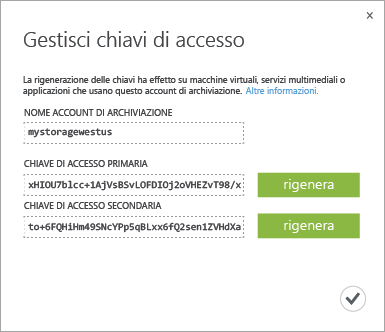 Gestisci chiavi di accesso
La rigenerazione delle chiavi ha effetto su macchine virtuali, servizi multimediali o
applicazioni che usano questo account di archiviazione. Altre informazioni.
NOME ACCOUNT DI ARCHIVIAZIONE
mystoragewestus
CHIAVE DI ACCESSO PRIMARIA
xHIOU7blcc+1AjVsBSvLOFDIOj2oVHEZvT98/x rigenera
CHIAVE DI ACCESSO SECONDARIA
to+6FQHiHm49SNcYPp5qBLxx6fQ2sen1ZVHdXa rigenera